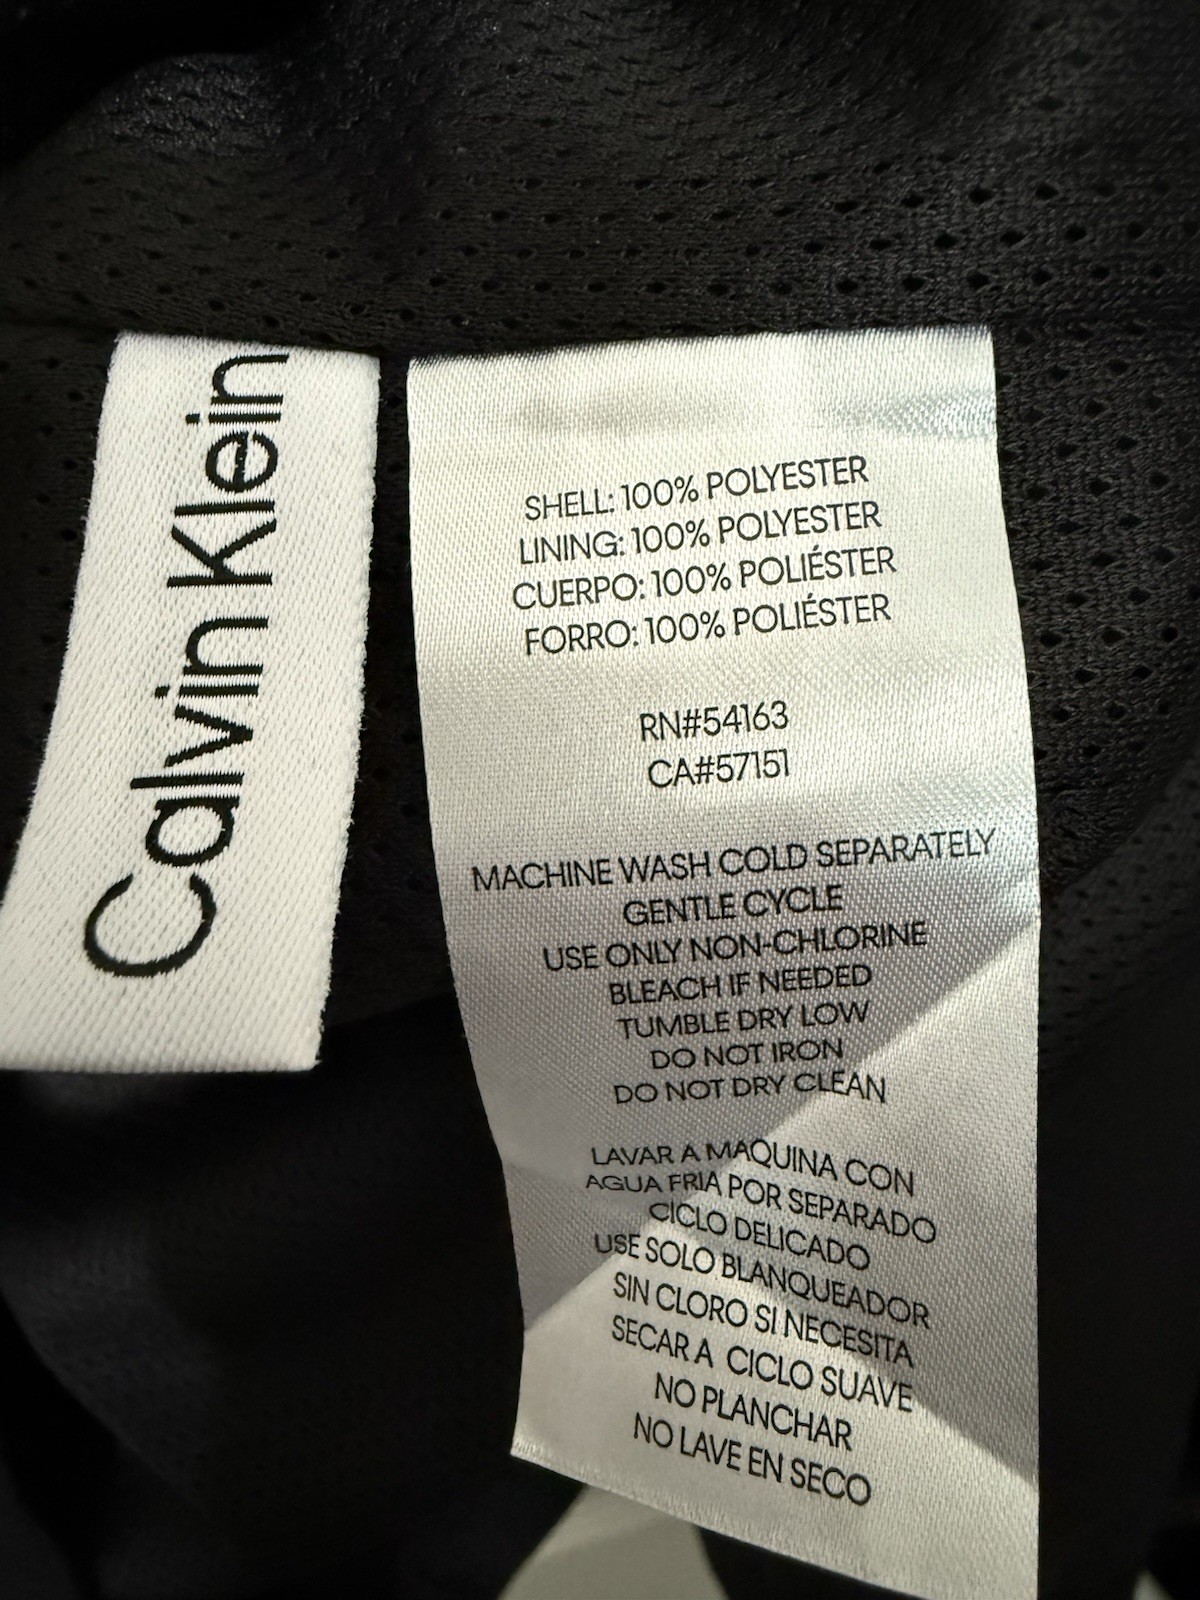 Calvin Klein
SHELL: 100% POLYESTER
LINING: 100% POLYESTER
CUERPO: 100% POLIÉSTER
FORRO: 100% POLIÉSTER
RN#54163
CA#57151
MACHINE WASH COLD SEPARATELY
GENTLE CYCLE
USE ONLY NON-CHLORINE
BLEACH IF NEEDED
TUMBLE DRY LOW
DO NOT IRON
DO NOT DRY CLEAN
LAVAR A MAQUINA CON
AGUA FRIA POR SEPARADO
CICLO DELICADO
USE SOLO BLANQUEADOR
SIN CLORO SI NECESITA
SECAR A CICLO SUAVE
NO PLANCHAR
NO LAVE EN SECO